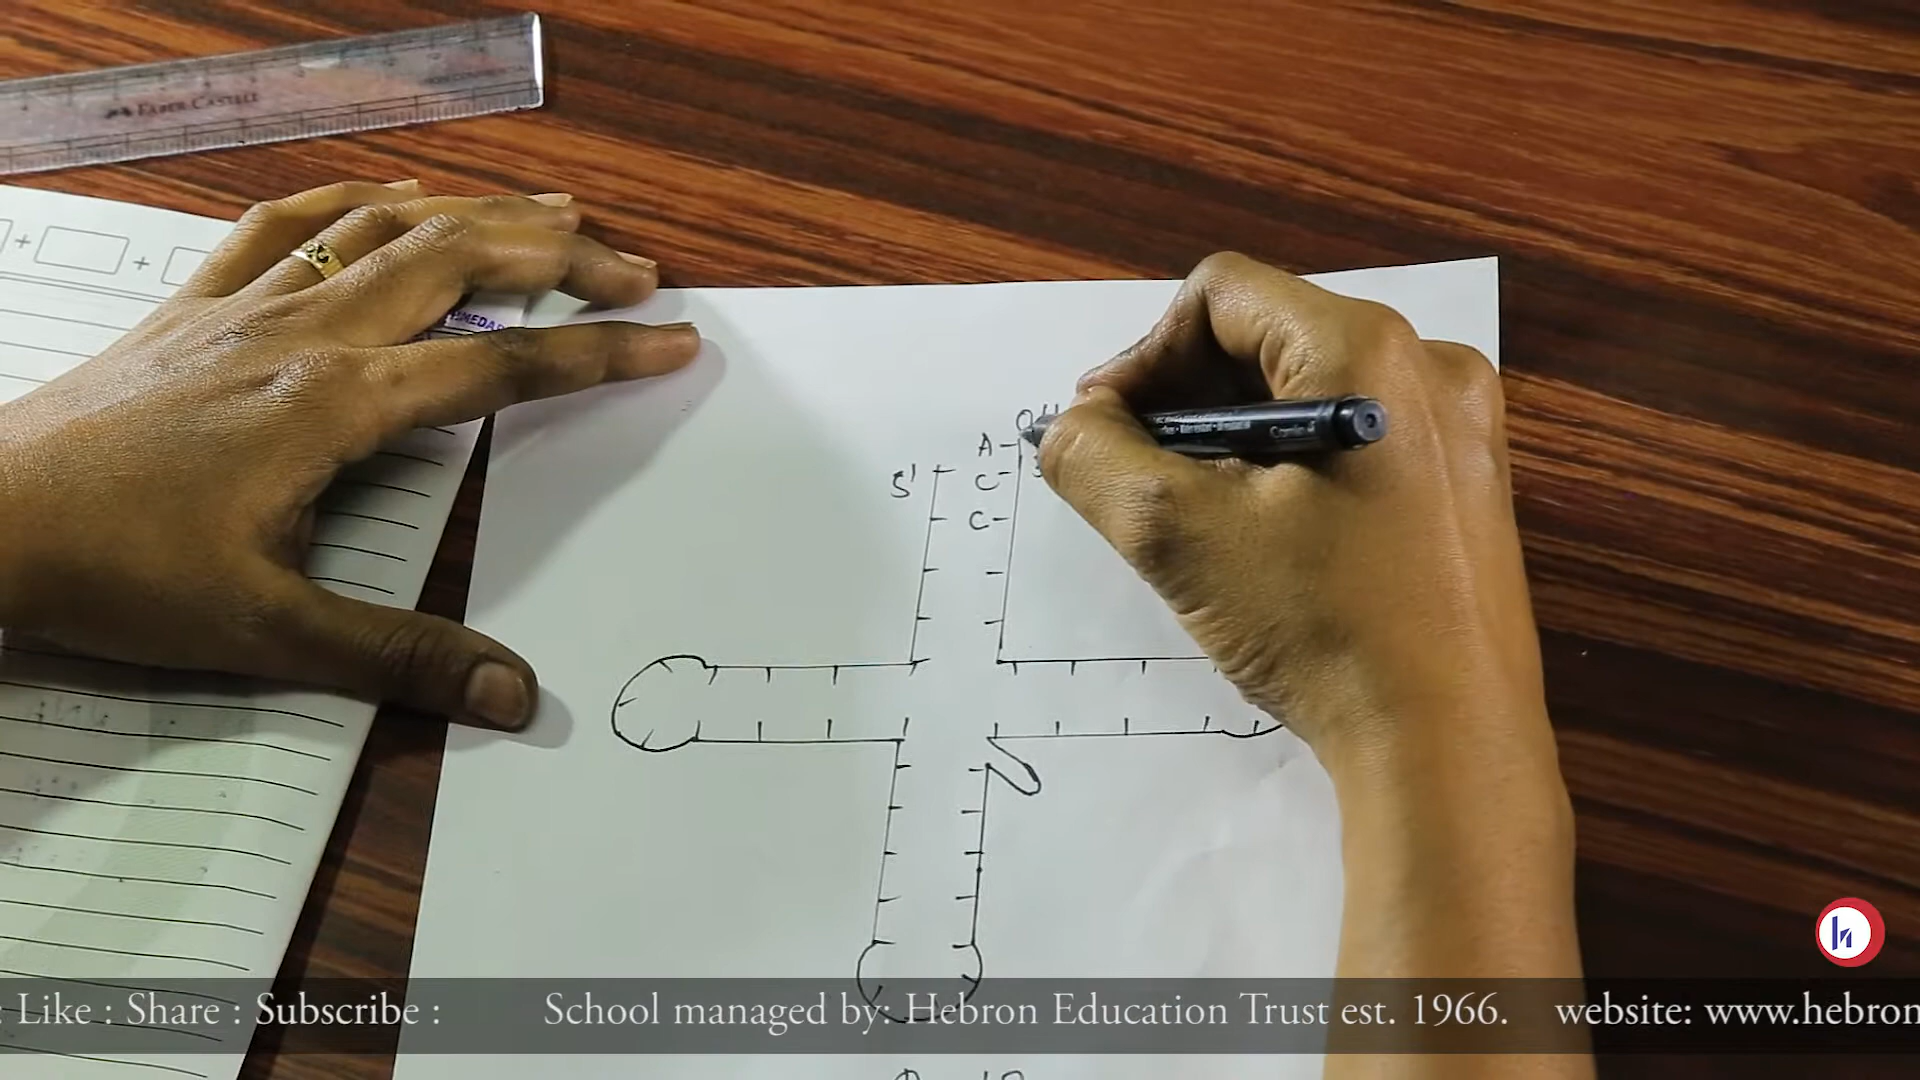 FABER CASTELL
+ +
OH
A
C
5'
C
: Like : Share : Subscribe : School managed by: Hebron Education Trust est. 1966. website: www.hebron